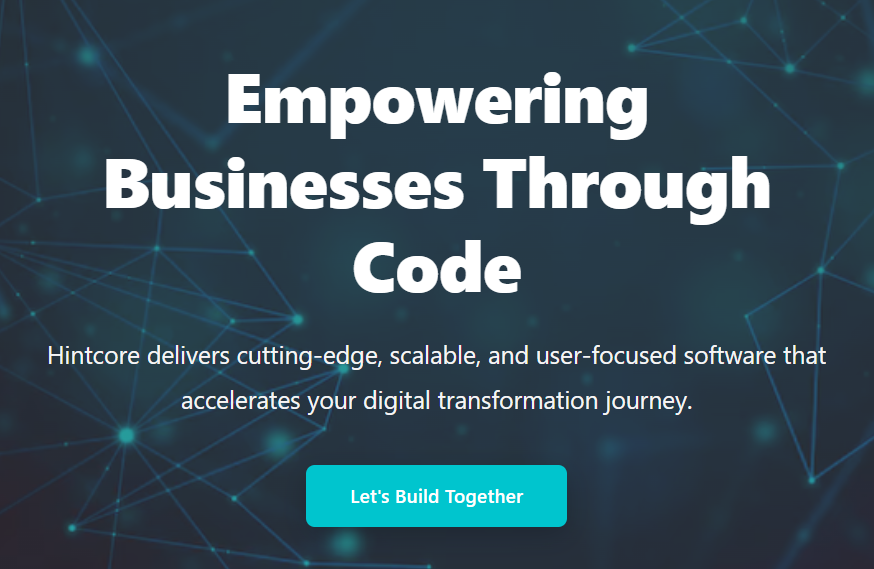 Empowering
Businesses Through
Code
Hintcore delivers cutting-edge, scalable, and user-focused software that
accelerates your digital transformation journey.
Let's Build Together